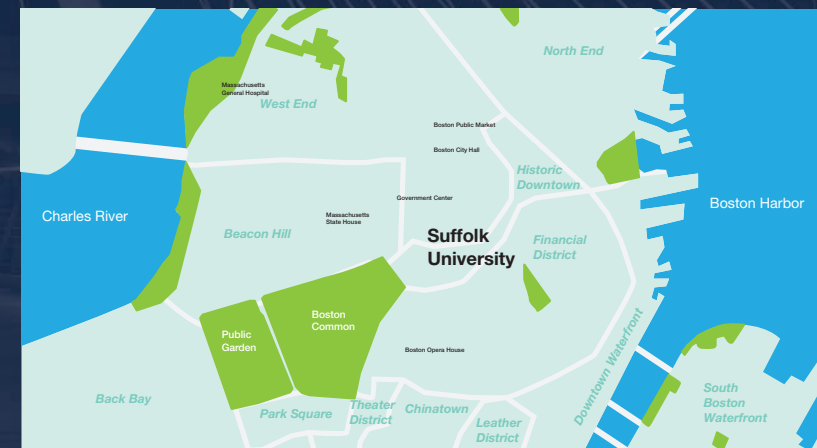 North End
Massachusetts
General Hospital
West End
Boston Public Market
Boston City Hall
Historic
Downtown
Government Center
Boston Harbor
Charles River
Massachusetts
State House
Beacon Hill
Suffolk
University
Financial
District
Boston
Common
Public
Garden
Boston Opera House
Downtown Waterfront
Back Bay
Park Square
Theater
District
Chinatown
Leather
District
South
Boston
Waterfront